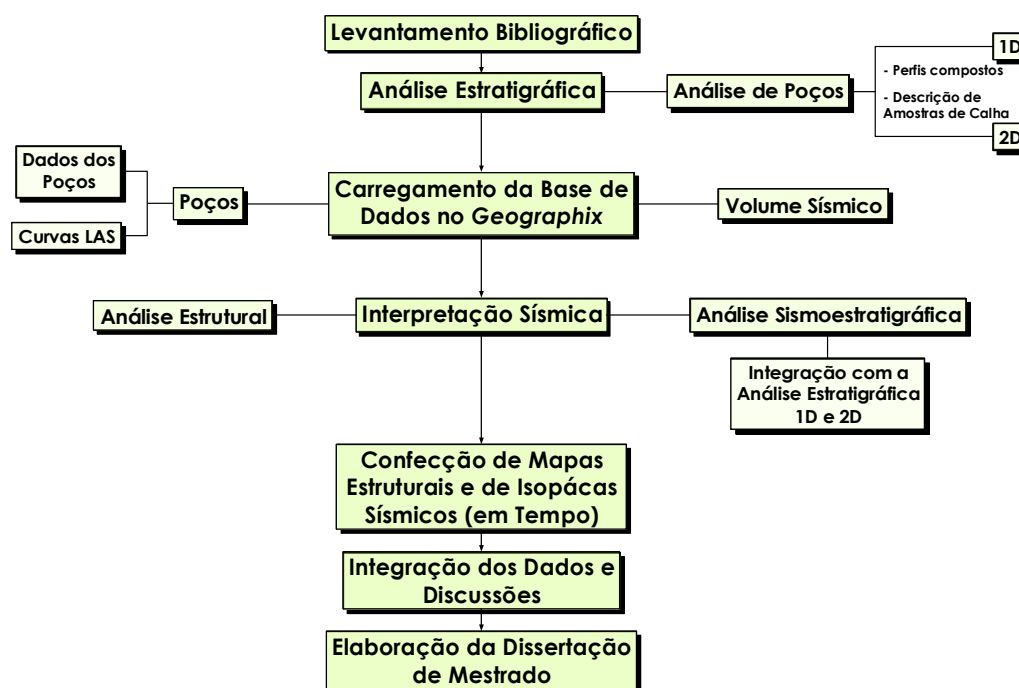 Levantamento Bibliográfico
Análise Estratigráfica
Análise de Poços
1D
- Perfis compostos
- Descrição de
Amostras de Calha
2D
Dados dos
Poços
Curvas LAS
Poços
Carregamento da Base de
Dados no Geographix
Volume Sísmico
Análise Estrutural
Interpretação Sísmica
Análise Sismoestratigráfica
Integração com a
Análise Estratigráfica
1D e 2D
Confecção de Mapas
Estruturais e de Isopácas
Sísmicos (em Tempo)
Integração dos Dados e
Discussões
Elaboração da Dissertação
de Mestrado